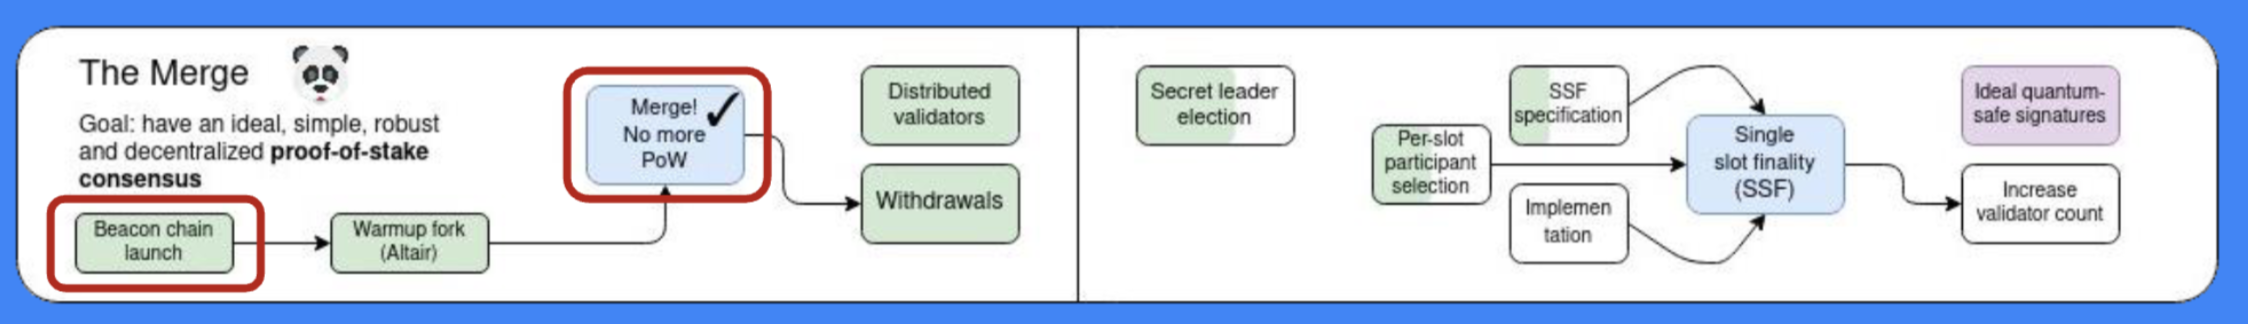 The Merge
Goal: have an ideal, simple, robust
and decentralized proof-of-stake
consensus
Beacon chain
launch
Warmup fork
(Altair)
Merge!
No more
PoW
Distributed
validators
Withdrawals
Secret leader
election
Per-slot
participant
selection
SSF
specification
Implemen
tation
Single
slot finality
(SSF)
Ideal quantum-
safe signatures
Increase
validator count